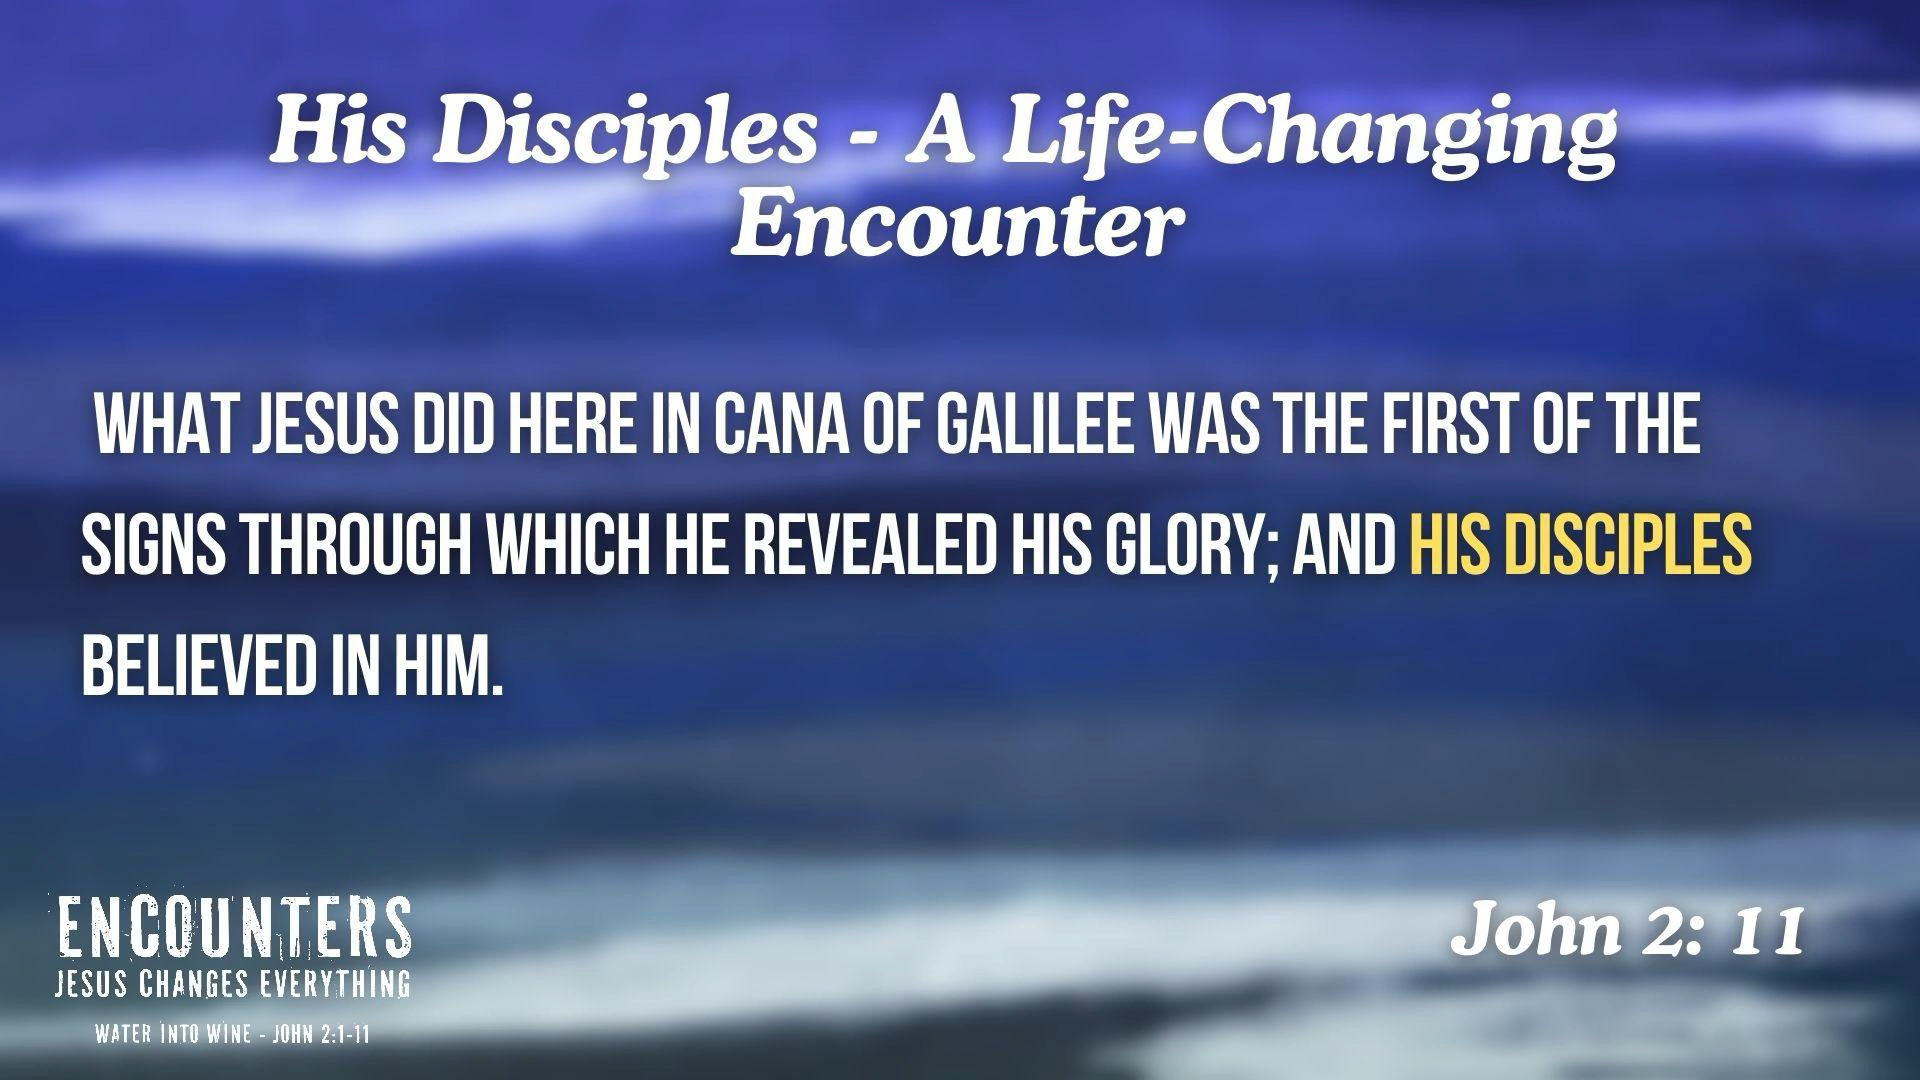 His Disciples - A Life-Changing
Encounter
WHAT JESUS DID HERE IN CANA OF GALILEE WAS THE FIRST OF THE
SIGNS THROUGH WHICH HE REVEALED HIS GLORY; AND HIS DISCIPLES
BELIEVED IN HIM.
ENCOUNTERS
JESUS CHANGES EVERYTHING
WATER INTO WINE - JOHN 2:1-11
John 2: 11